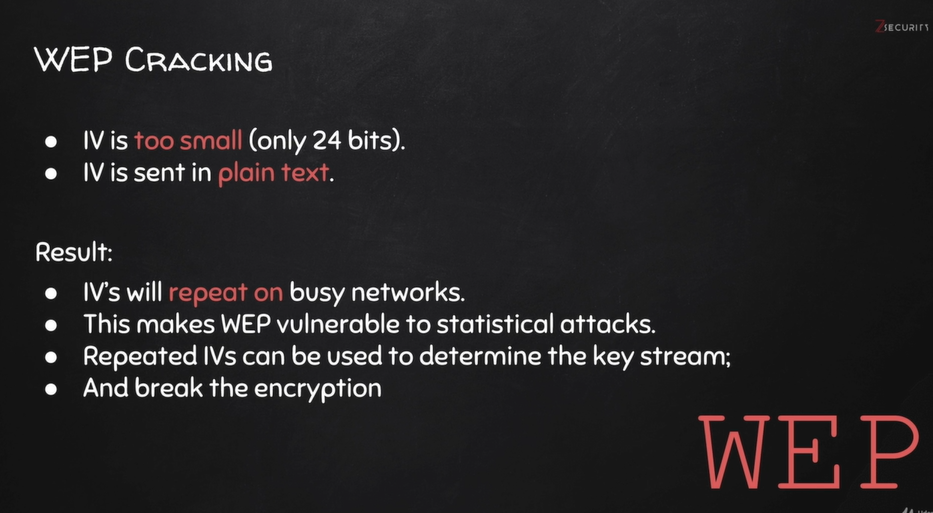 ZSECURITY
WEP CRACKING
● IV is too small (only 24 bits).
● IV is sent in plain text.
Result:
● IV's will repeat on busy networks.
● This makes WEP vulnerable to statistical attacks.
● Repeated IVs can be used to determine the key stream;
● And break the encryption
WEP